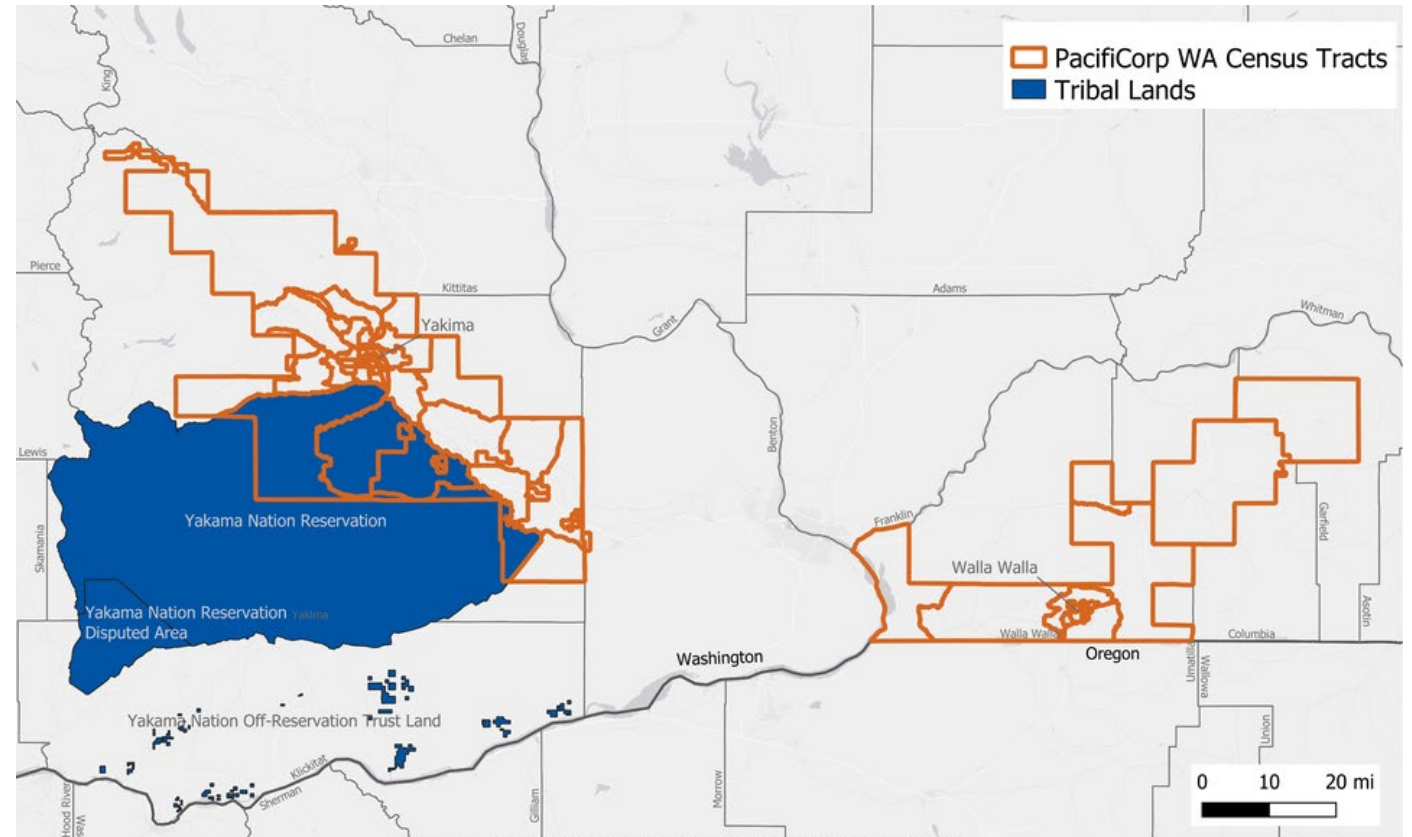 Chelan
Douglas
King
PacifiCorp WA Census Tracts
Tribal Lands
Pierce
Kittitas
Adams
Whitman
Grant
Yakima
Lewis
Benton
Franklin
Garfield
Skamania
Yakama Nation Reservation
Walla Walla
Yakama Nation Reservation
Disputed Area
Yakima
Asotin
Walla Walla
Columbia
Washington
Oregon
Umatilla
Wallowa
Yakama Nation Off-Reservation Trust Land
Union
Klickitat
Sherman
Gilliam
Morrow
Hood River
Was
0 10 20 mi